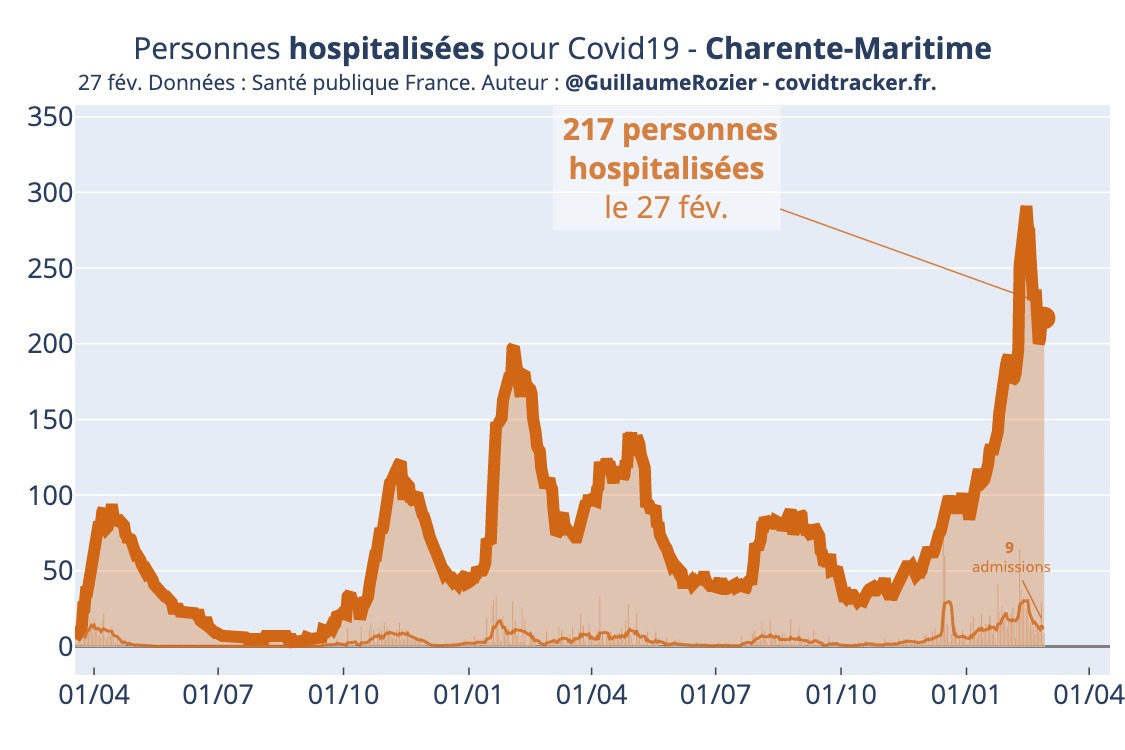 Personnes hospitalisées pour Covid19 - Charente-Maritime
27 fév. Données : Santé publique France. Auteur : @GuillaumeRozier - covidtracker.fr.
350
217 personnes
hospitalisées
le 27 fév.
300
250
200
150
100
9
admissions
50
0
01/04 01/07 01/10 01/01 01/04 01/07 01/10 01/01 01/04